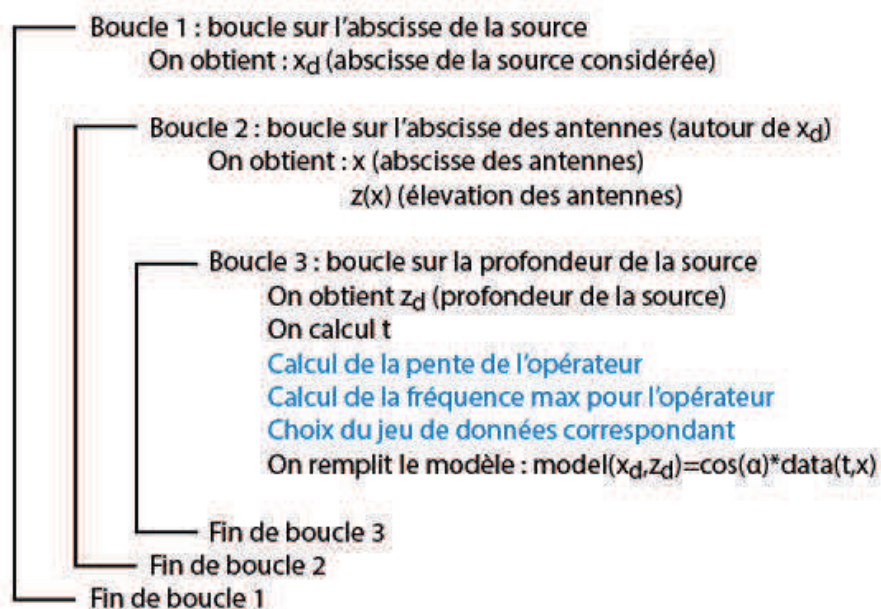 Boucle 1 : boucle sur l'abscisse de la source
On obtient : xd (abscisse de la source considérée)
Boucle 2 : boucle sur l'abscisse des antennes (autour de xd)
On obtient : x (abscisse des antennes)
z(x) (élevation des antennes)
Boucle 3 : boucle sur la profondeur de la source
On obtient zd (profondeur de la source)
On calcul t
Calcul de la pente de l'opérateur
Calcul de la fréquence max pour l'opérateur
Choix du jeu de données correspondant
On remplit le modèle : model(xd,zd)=cos(α)*data(t,x)
Fin de boucle 3
Fin de boucle 2
Fin de boucle 1